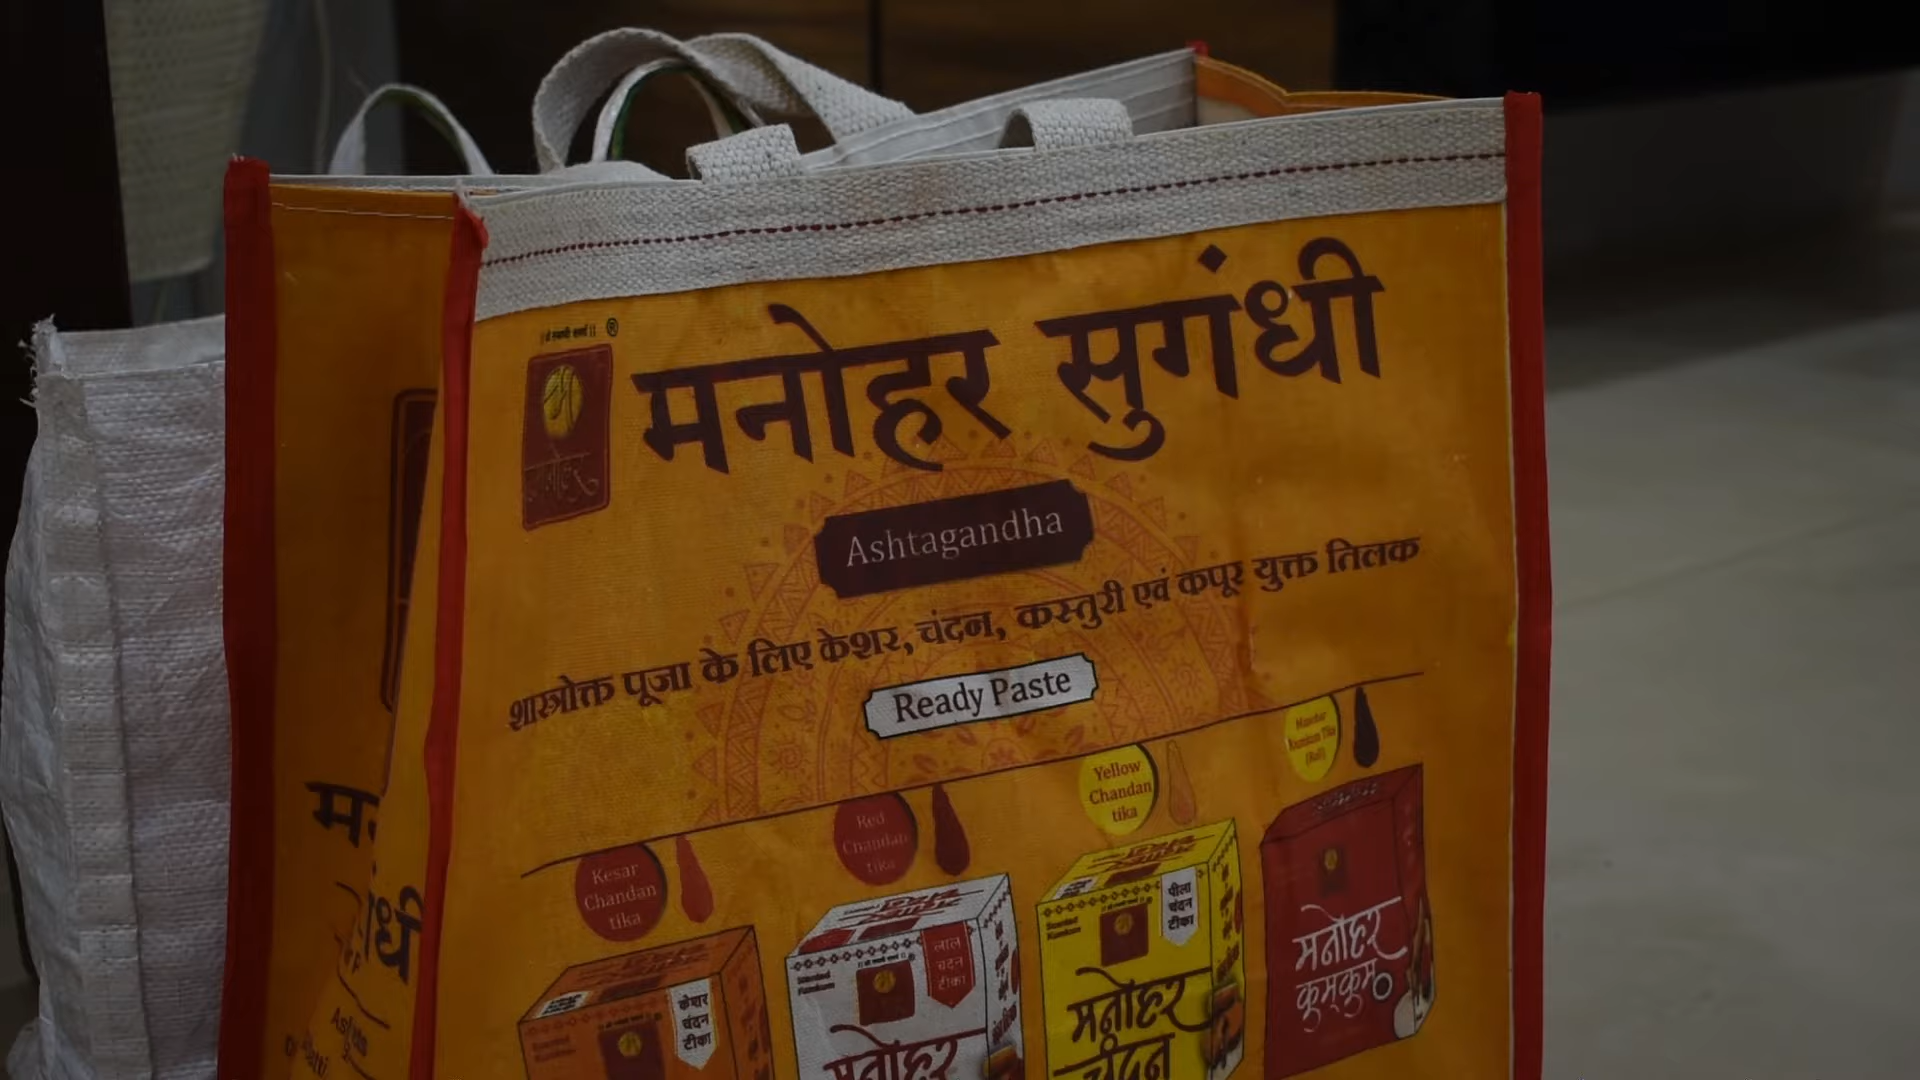 मनोहर सुगंधी
Ashtagandha
शास्त्रोक्त पूजा के लिए केशर, चंदन, कस्तुरी एवं कपूर युक्त तिलक
Ready Paste
Kesar
Chandan
tika
Red
Chandan
tika
Yellow
Chandan
tika
केशर
चंदन
टीका
लाल
चंदन
टीका
मनोहर
पीला
चंदन
टीका
मनोहर
चंदन
मनोहर
कुमकुम